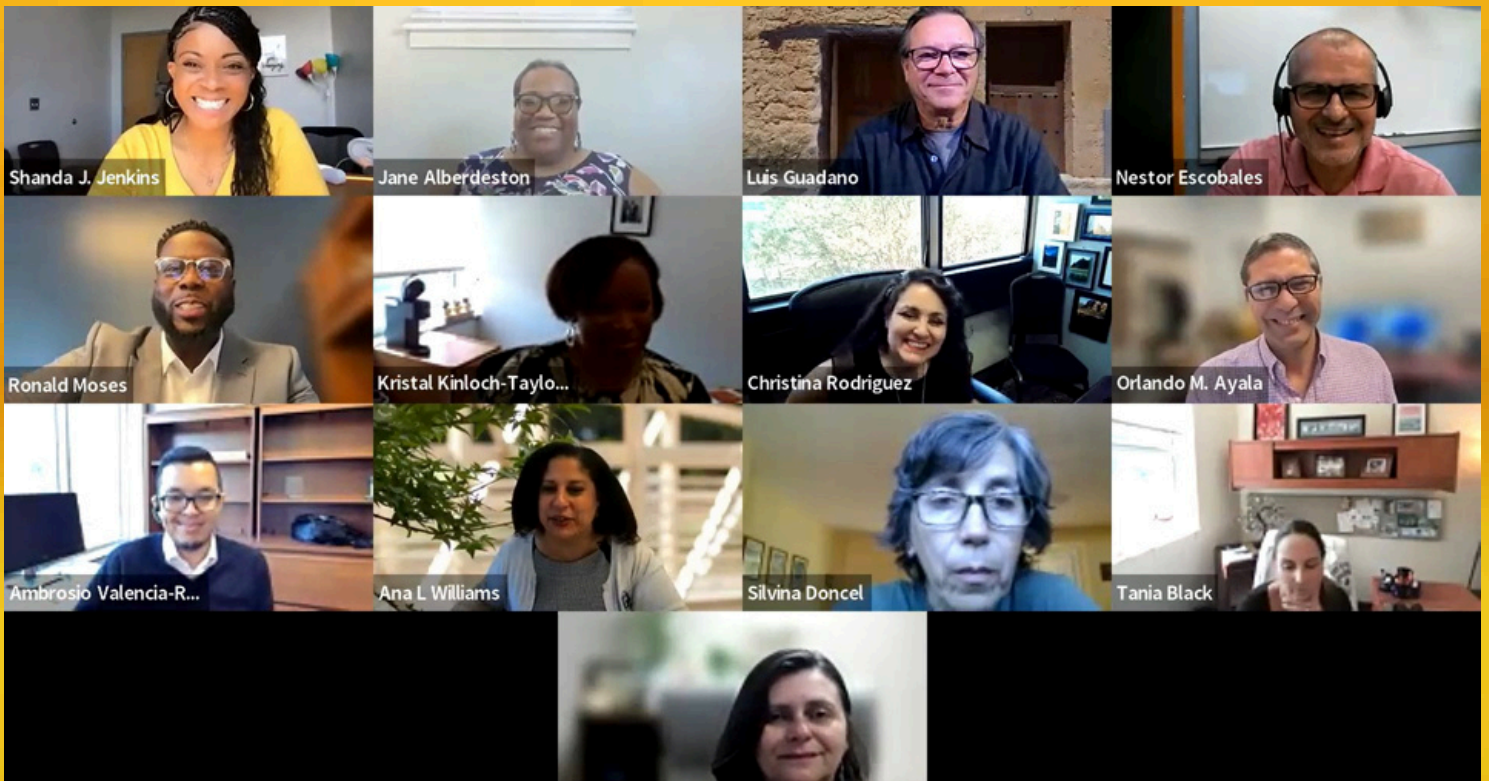 Shanda J. Jenkins
Jane Alberdeston
Luis Guadano
Nestor Escobales
Ronald Moses
Kristal Kinloch-Taylo...
Christina Rodriguez
Orlando M. Ayala
Ambrosio Valencia-R...
Ana L Williams
Silvina Doncel
Tania Black